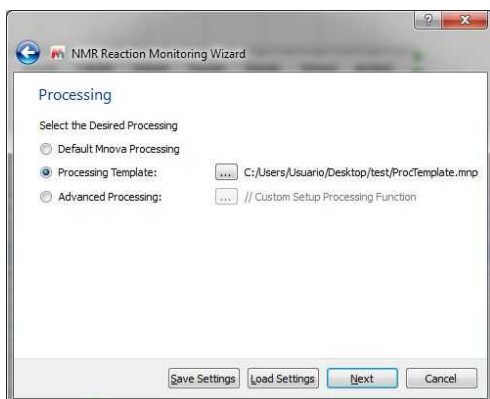 NMR Reaction Monitoring Wizard
Processing
Select the Desired Processing
Default Mnova Processing
Processing Template: ... C:/Users/Usuario/Desktop/test/ProcTemplate.mnp
Advanced Processing: ... // Custom Setup Processing Function
Save Settings Load Settings Next Cancel